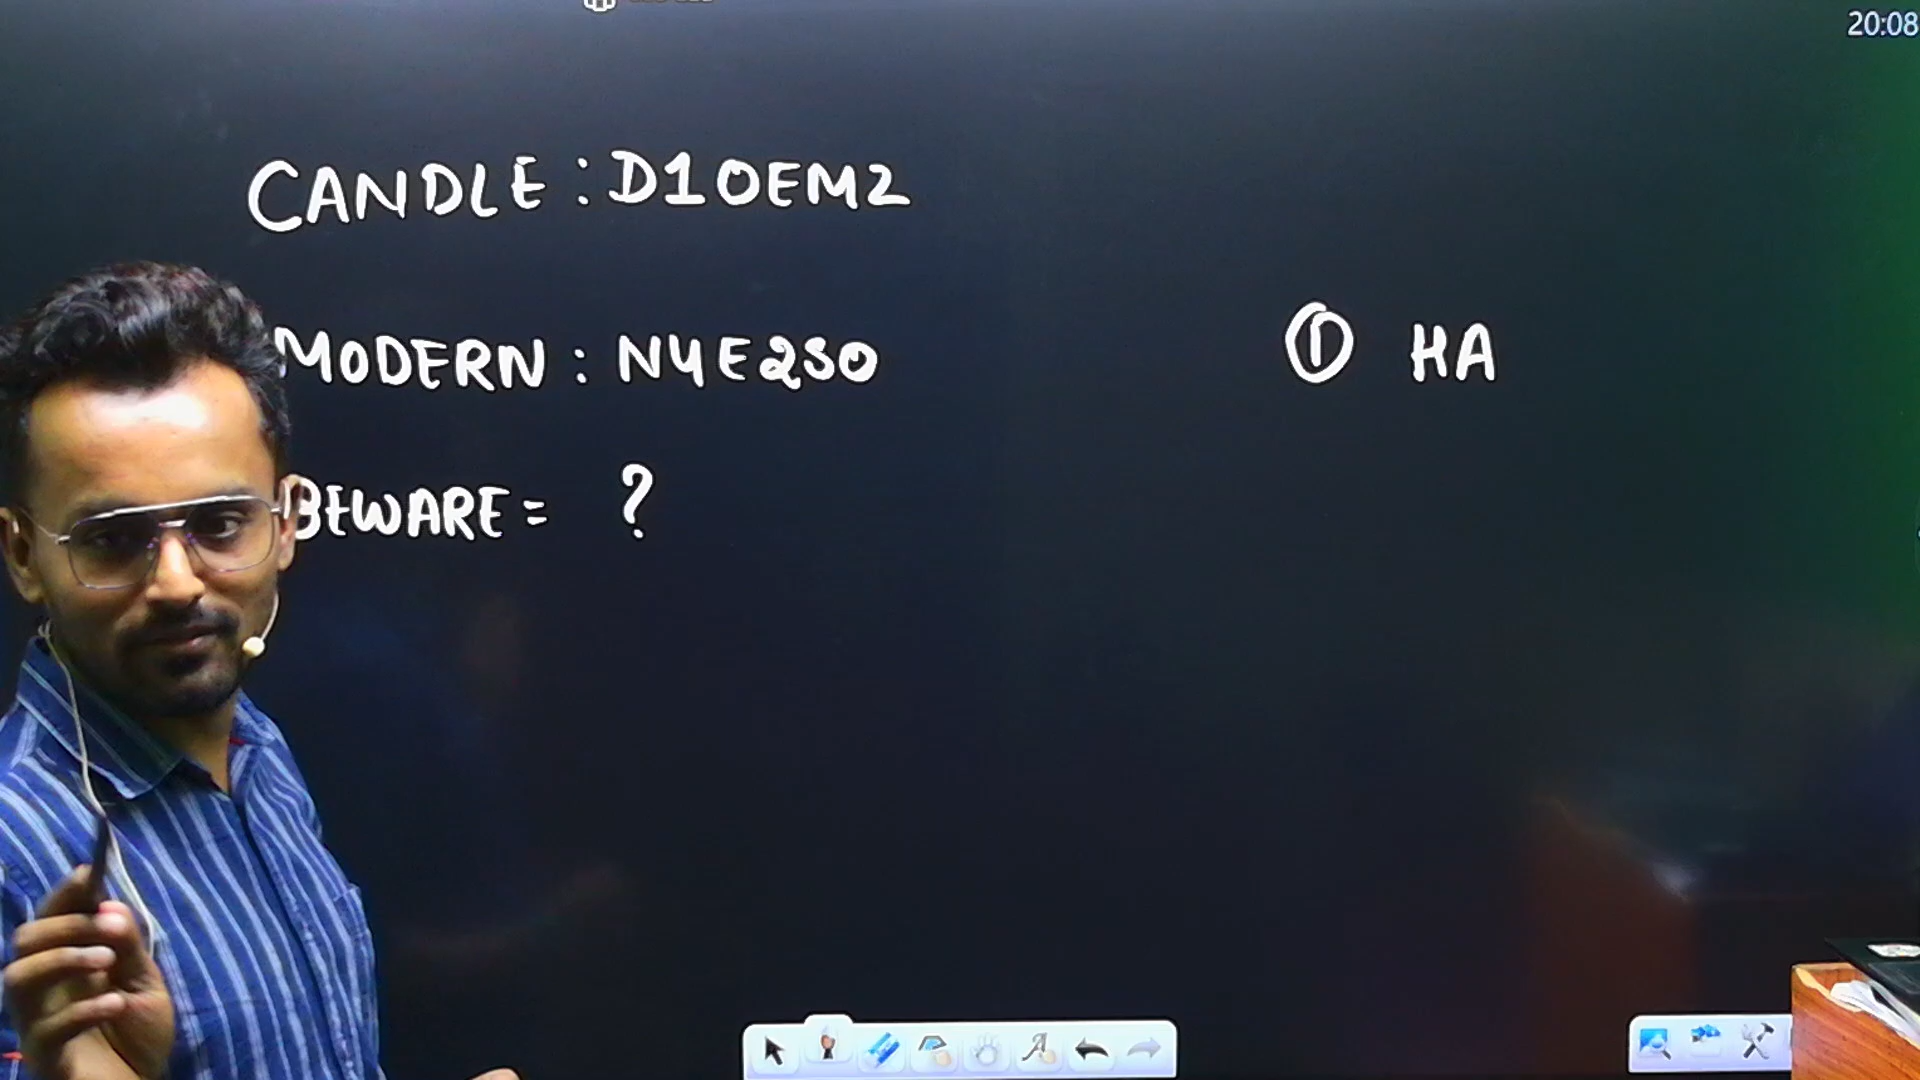 20:08
CANDLE : D1OEM2
MODERN : N4E2SO
① HA
BEWARE = ?